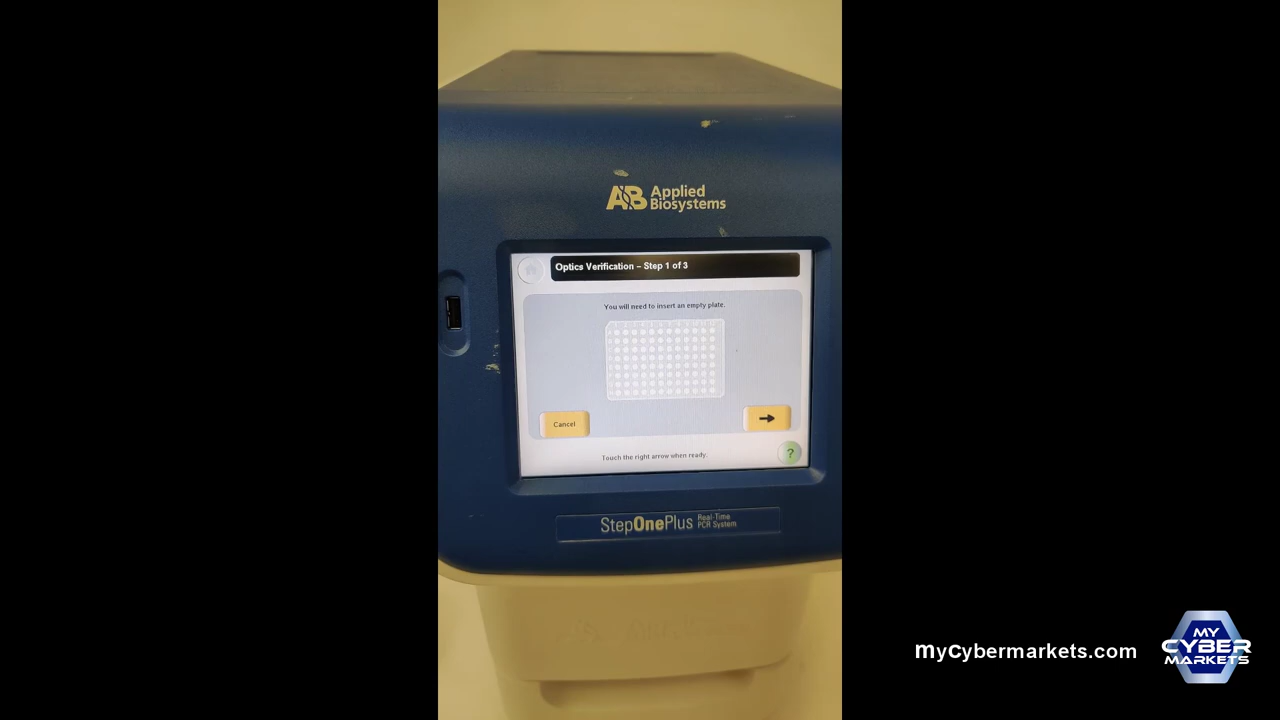 AB Applied
Biosystems
Optics Verification – Step 1 of 3
You will need to insert an empty plate.
Cancel
Touch the right arrow when ready.
?
StepOnePlus Real-Time
PCR System
mycybermarkets.com
MY
CYBER
MARKETS